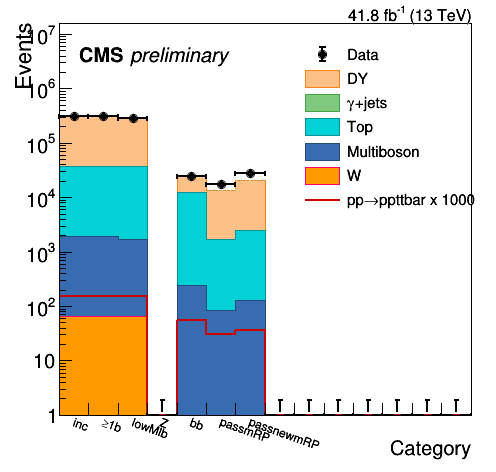 41.8 fb⁻¹ (13 TeV)
Events
CMS preliminary
Data
DY
γ+jets
Top
Multiboson
W
pp→ppttbar x 1000
10⁷
10⁶
10⁵
10⁴
10³
10²
10
1
inc
≥1b
lowMlb
Z
bb
passmRP
passnewmRP
Category